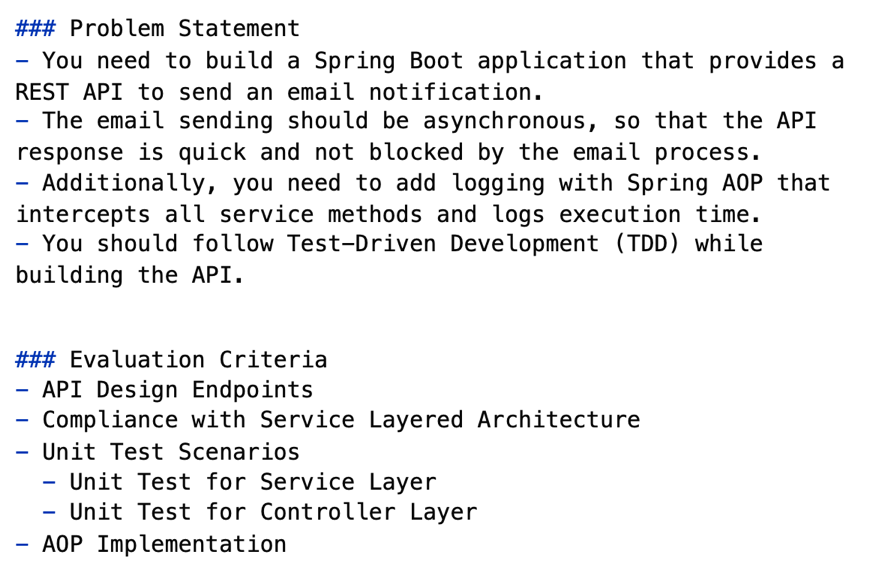 ### Problem Statement
- You need to build a Spring Boot application that provides a
REST API to send an email notification.
- The email sending should be asynchronous, so that the API
response is quick and not blocked by the email process.
- Additionally, you need to add logging with Spring AOP that
intercepts all service methods and logs execution time.
- You should follow Test-Driven Development (TDD) while
building the API.
### Evaluation Criteria
- API Design Endpoints
- Compliance with Service Layered Architecture
- Unit Test Scenarios
- Unit Test for Service Layer
- Unit Test for Controller Layer
- AOP Implementation